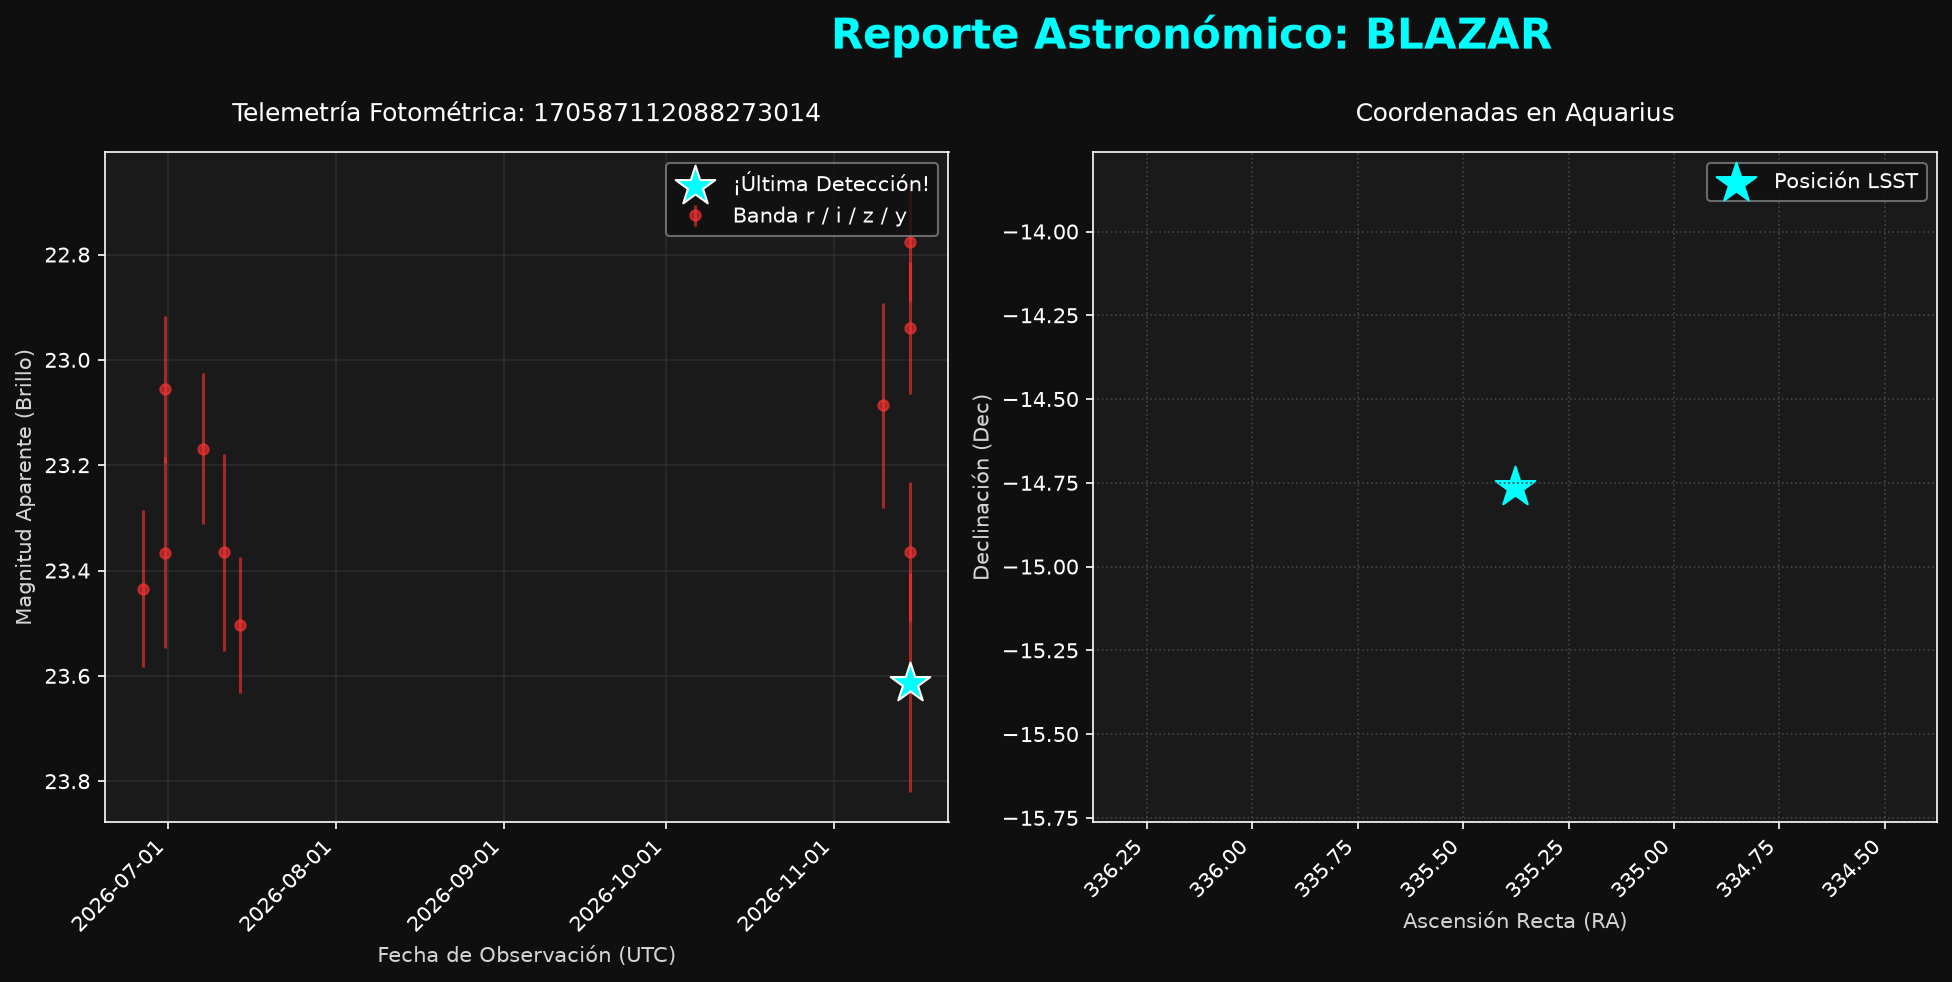 Reporte Astronómico: BLAZAR
Telemetría Fotométrica: 170587112088273014
¡Última Detección!
Banda r / i / z / y
Magnitud Aparente (Brillo)
22.8
23.0
23.2
23.4
23.6
23.8
2026-07-01
2026-08-01
2026-09-01
2026-10-01
2026-11-01
Fecha de Observación (UTC)
Coordenadas en Aquarius
Posición LSST
Declinación (Dec)
−14.00
−14.25
−14.50
−14.75
−15.00
−15.25
−15.50
−15.75
336.25
336.00
335.75
335.50
335.25
335.00
334.75
334.50
Ascensión Recta (RA)